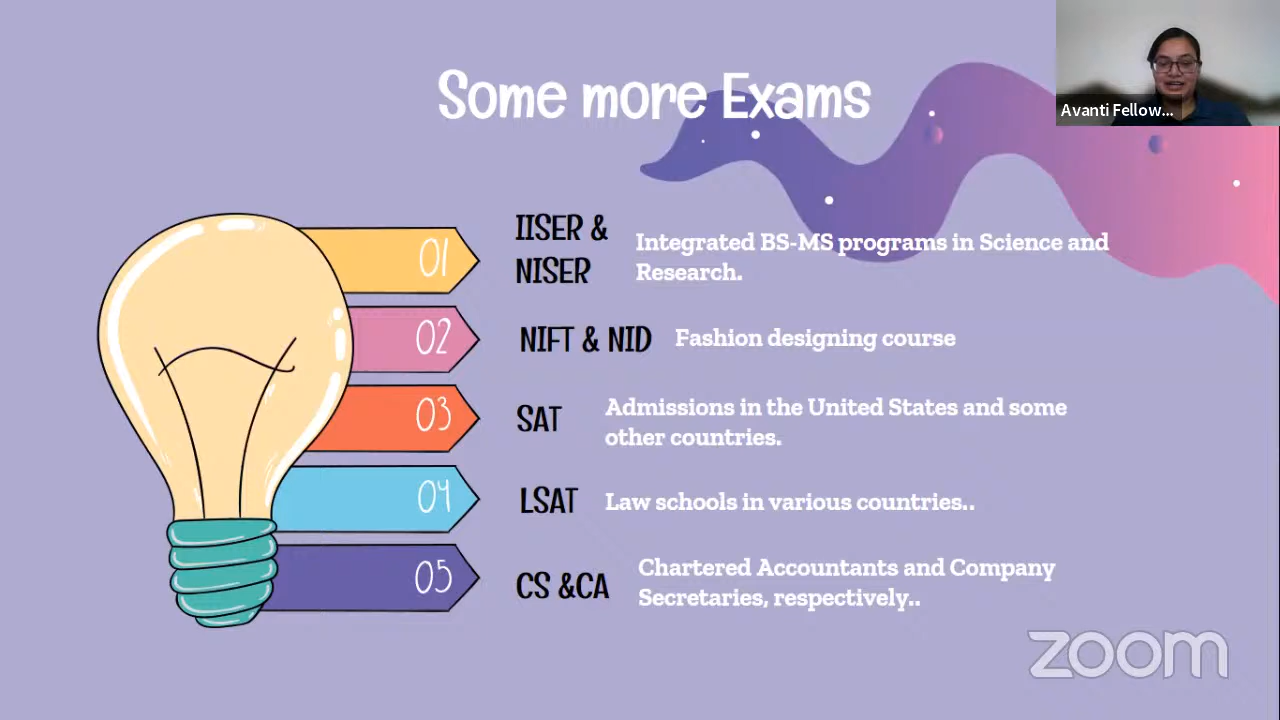 Some more Exams
Avanti Fellow...
01
IISER &
NISER
Integrated BS-MS programs in Science and
Research.
02
NIFT & NID
Fashion designing course
03
SAT
Admissions in the United States and some
other countries.
04
LSAT
Law schools in various countries..
05
CS &CA
Chartered Accountants and Company
Secretaries, respectively..
zoom